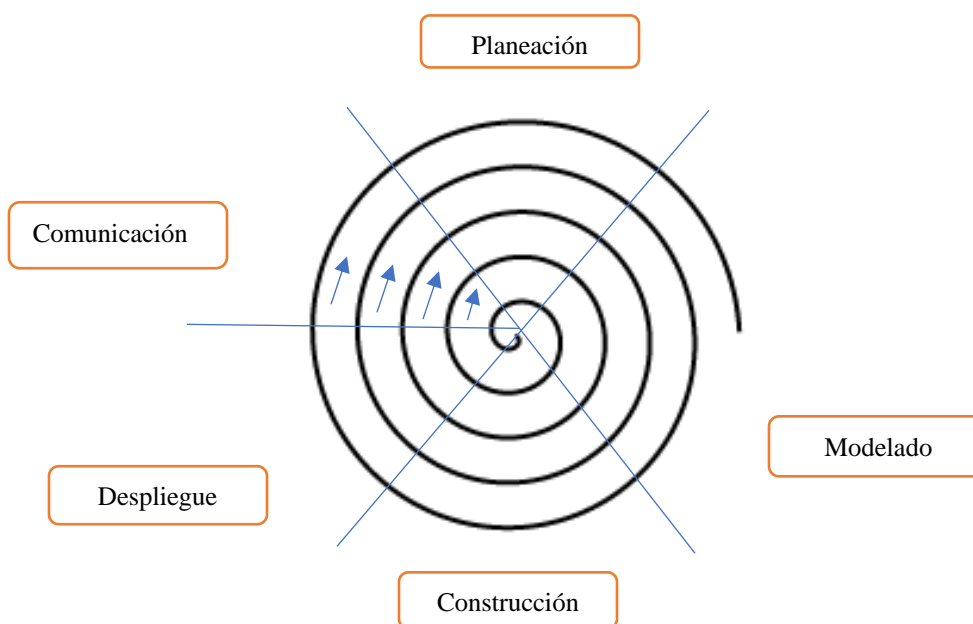 Planeación
Comunicación
Modelado
Despliegue
Construcción